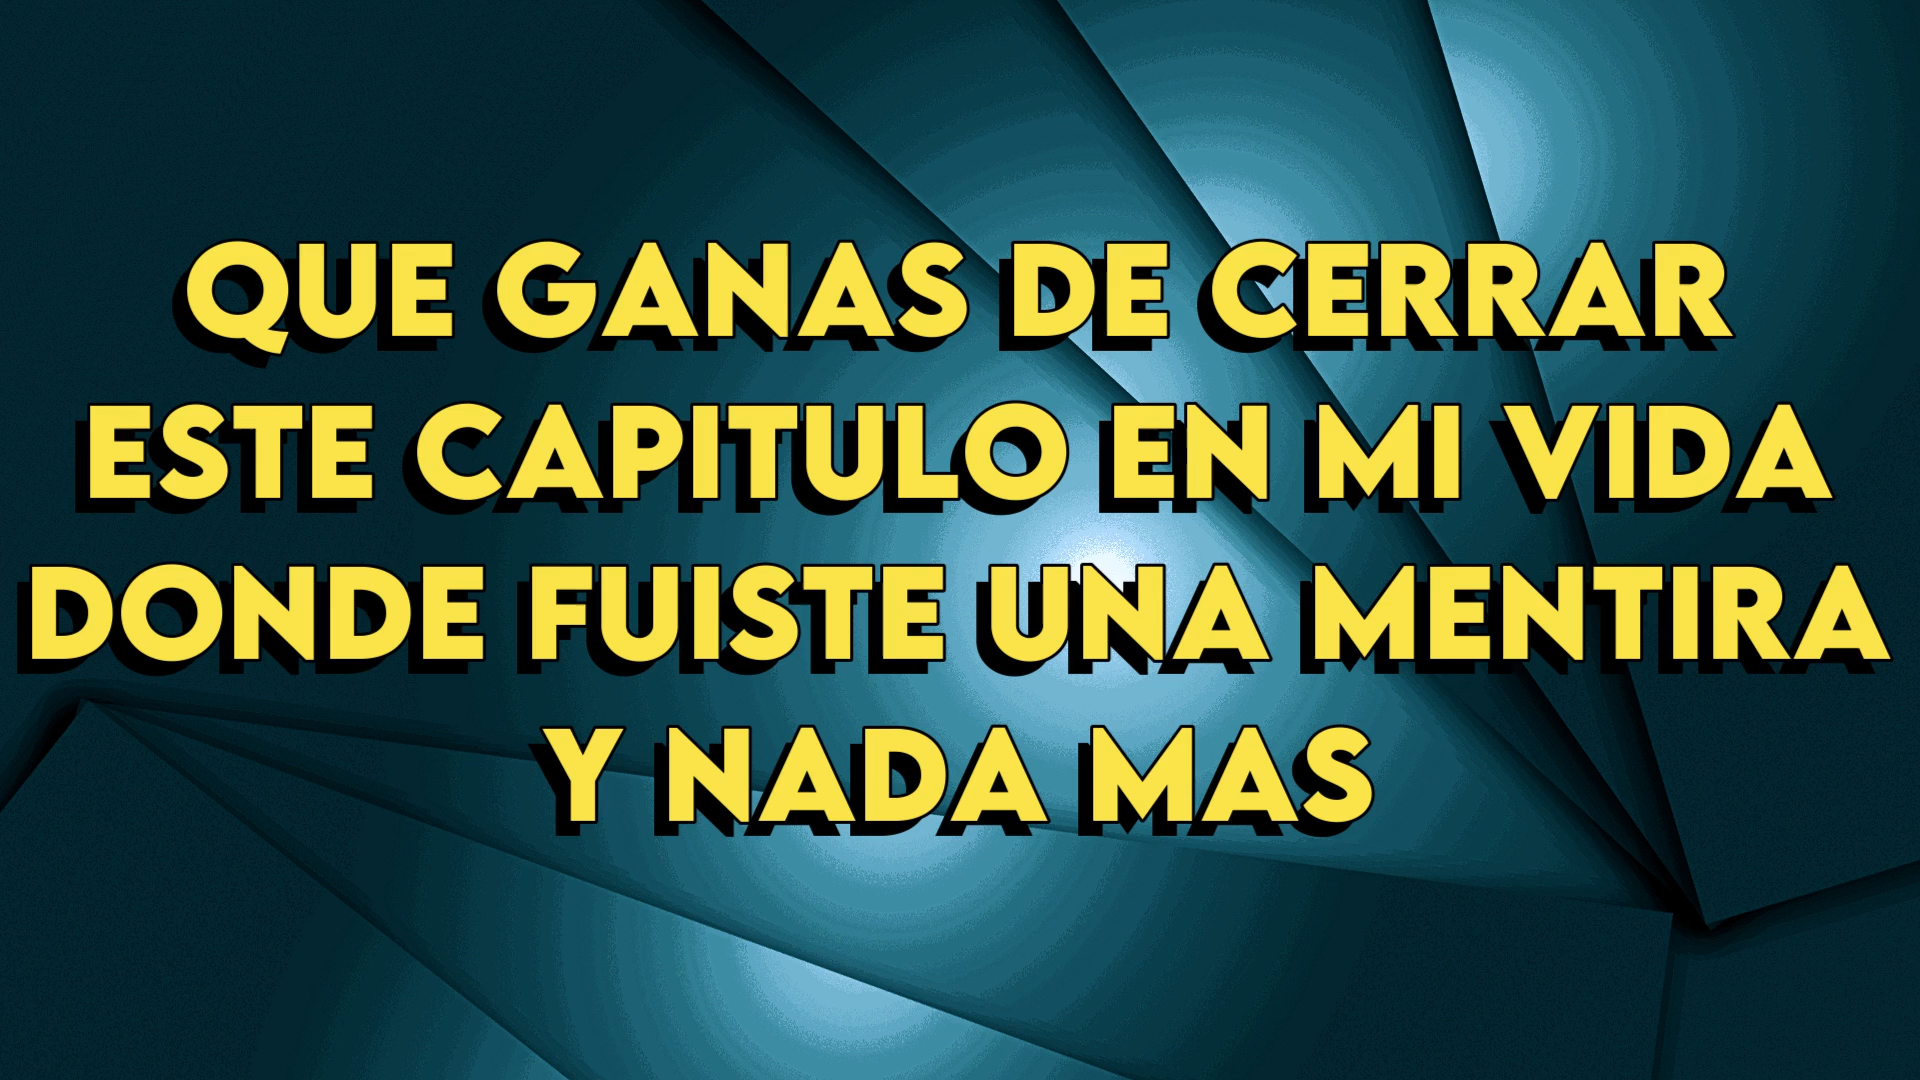 QUE GANAS DE CERRAR
ESTE CAPITULO EN MI VIDA
DONDE FUISTE UNA MENTIRA
Y NADA MAS